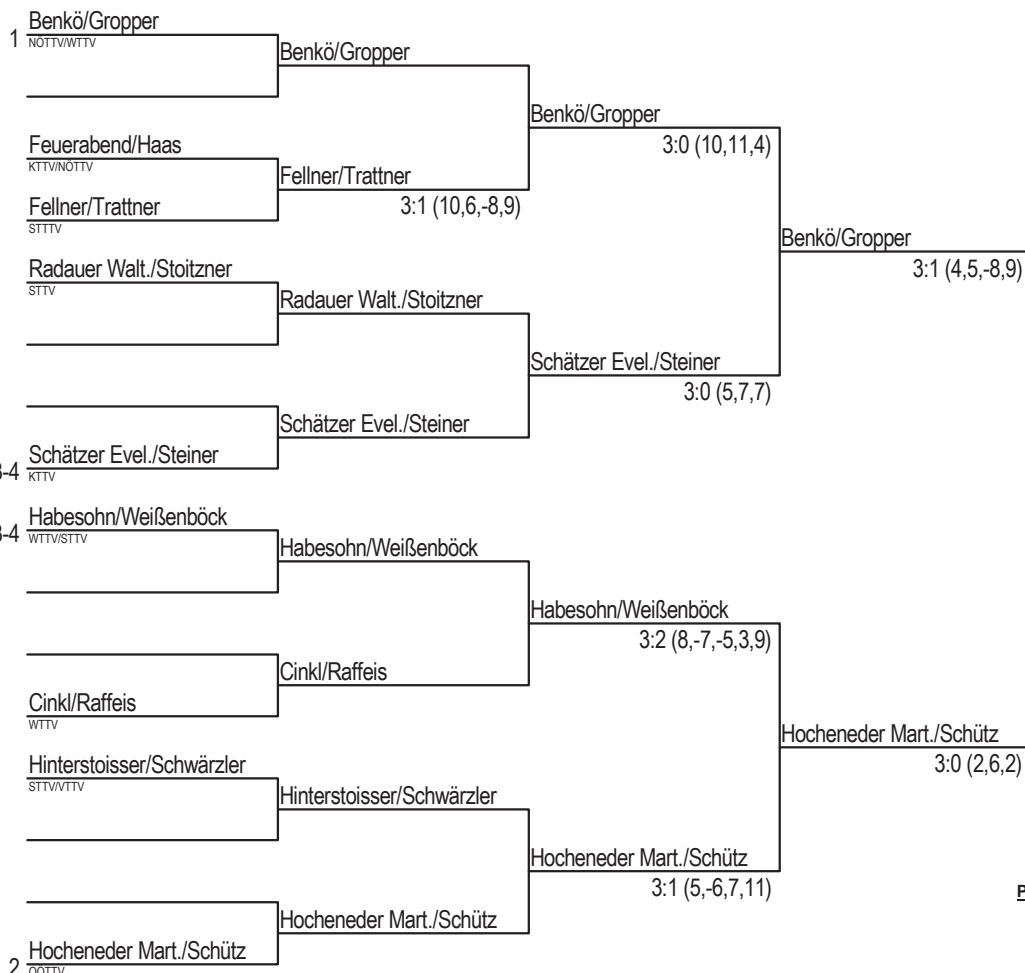 1 Benkö/Gropper
NÖTTV/WTTV
Benkö/Gropper
Benkö/Gropper
3:0 (10,11,4)
Feuerabend/Haas
KTTV/NÖTTV
Fellner/Trattner
3:1 (10,6,-8,9)
Fellner/Trattner
STTTV
Benkö/Gropper
3:1 (4,5,-8,9)
Radauer Walt./Stoitzner
STTV
Radauer Walt./Stoitzner
Schätzer Evel./Steiner
3:0 (5,7,7)
Schätzer Evel./Steiner
3-4 Schätzer Evel./Steiner
KTTV
3-4 Habesohn/Weißenböck
WTTV/STTV
Habesohn/Weißenböck
Habesohn/Weißenböck
3:2 (8,-7,-5,3,9)
Cinkl/Raffeis
Cinkl/Raffeis
WTTV
Hocheneder Mart./Schütz
3:0 (2,6,2)
Hinterstoisser/Schwärzler
STTV/VTTV
Hinterstoisser/Schwärzler
Hocheneder Mart./Schütz
3:1 (5,-6,7,11)
P
Hocheneder Mart./Schütz
2 Hocheneder Mart./Schütz
OÖTTV